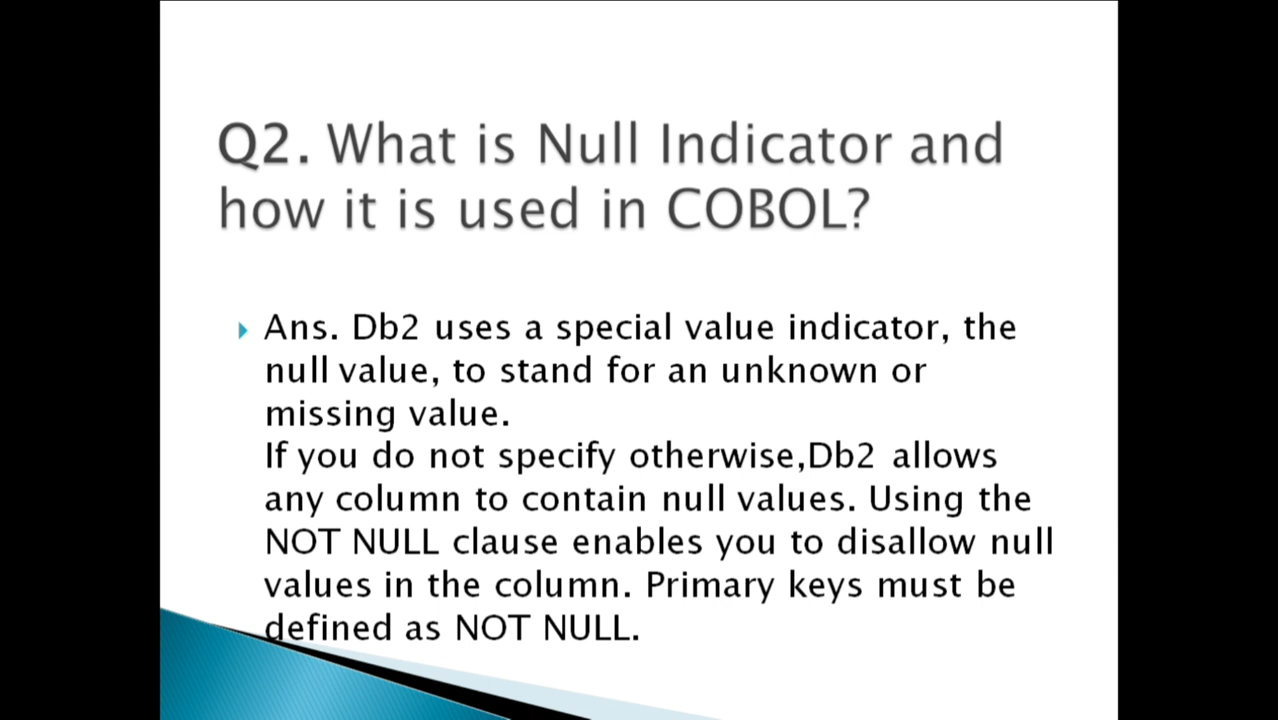 Q2. What is Null Indicator and
how it is used in COBOL?
Ans. Db2 uses a special value indicator, the
null value, to stand for an unknown or
missing value.
If you do not specify otherwise,Db2 allows
any column to contain null values. Using the
NOT NULL clause enables you to disallow null
values in the column. Primary keys must be
defined as NOT NULL.